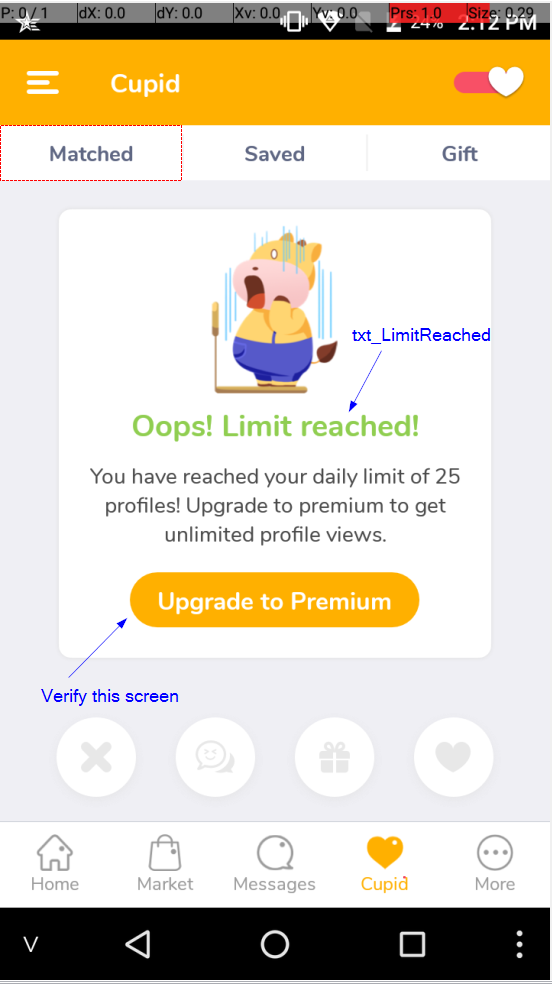 P: 0 / 1 dX: 0.0 dY: 0.0 Xv: 0.0 Yv: 0.0 Prs: 1.0 Size: 0.29
24% 2:12 PM
Cupid
Matched Saved Gift
txt_LimitReached
Oops! Limit reached!
You have reached your daily limit of 25
profiles! Upgrade to premium to get
unlimited profile views.
Upgrade to Premium
Verify this screen
Home Market Messages Cupid More